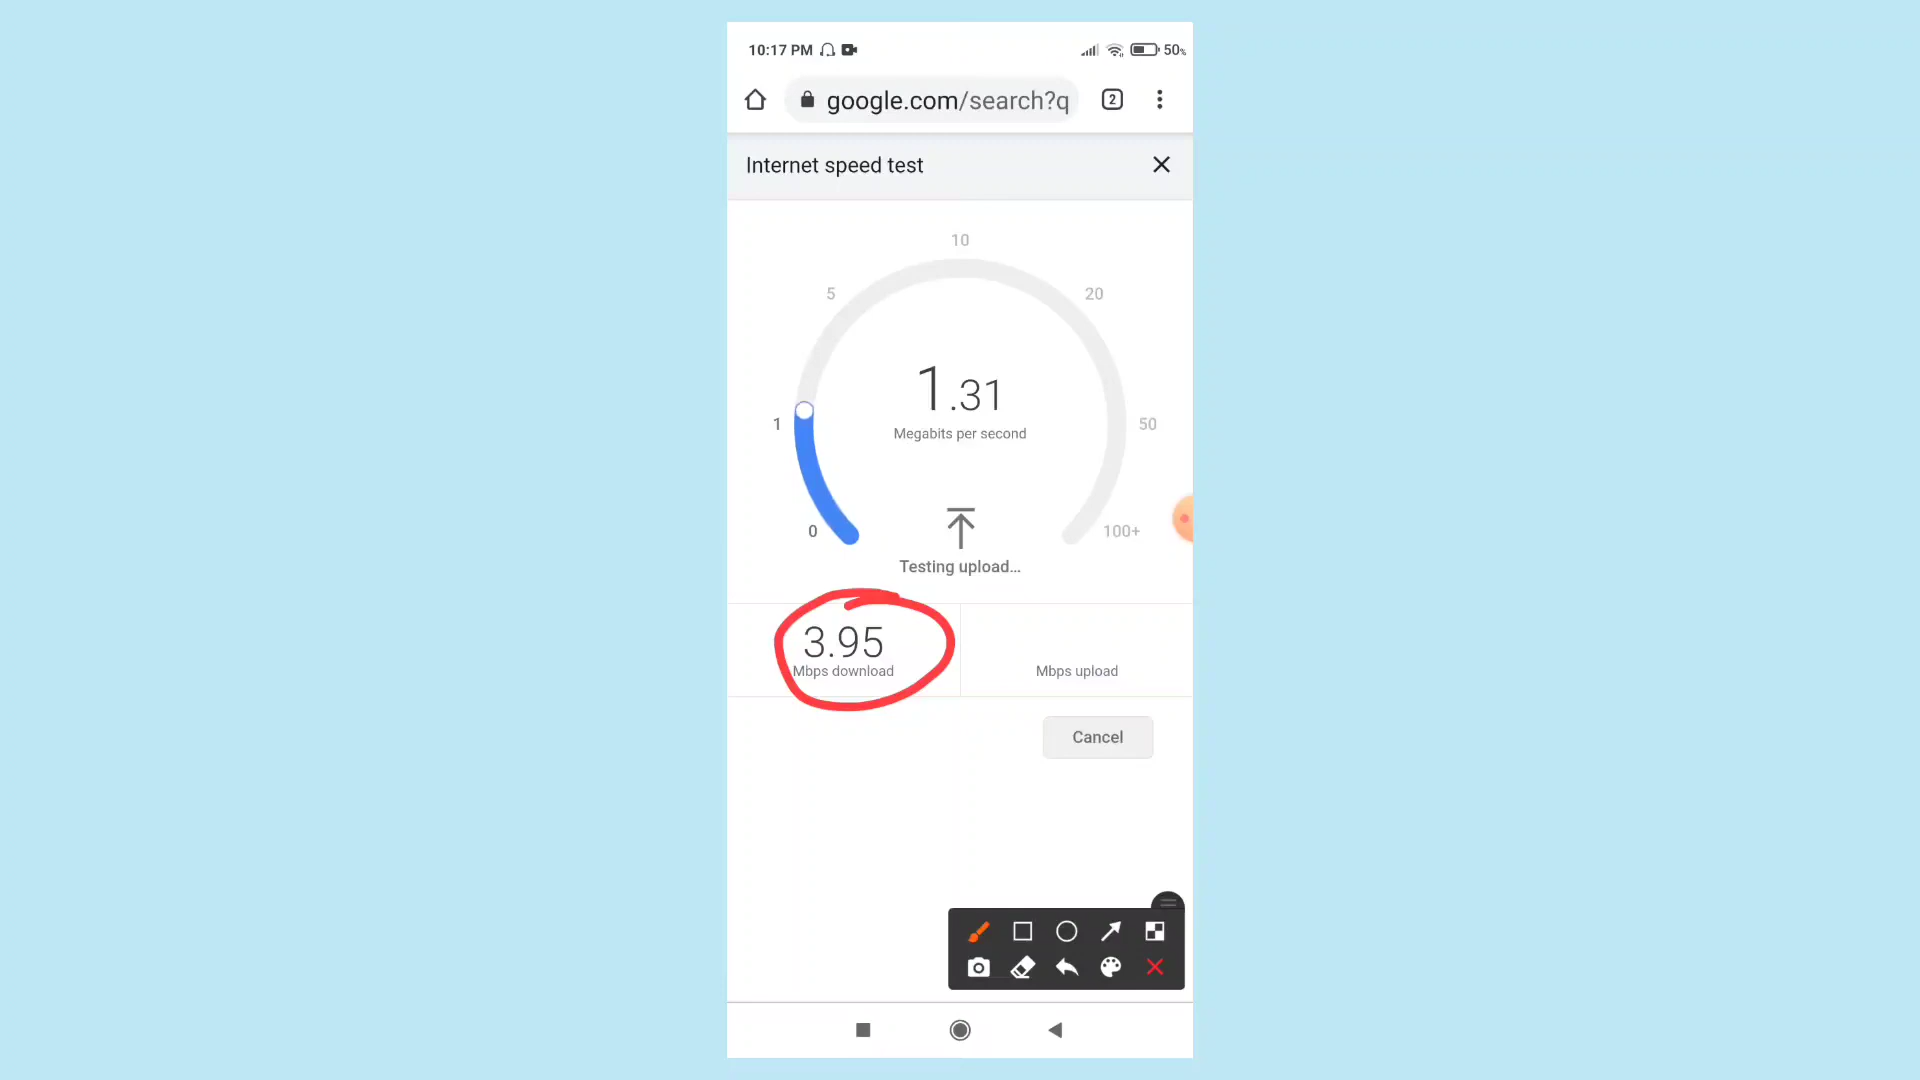 10:17 PM 50%
google.com/search?q 2
Internet speed test
10
5 20
1.31
Megabits per second
1 50
0 100+
Testing upload...
3.95
Mbps download Mbps upload
Cancel